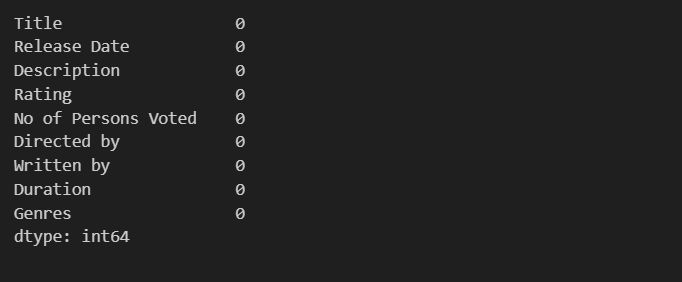 Title 0
Release Date 0
Description 0
Rating 0
No of Persons Voted 0
Directed by 0
Written by 0
Duration 0
Genres 0
dtype: int64